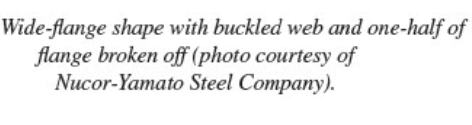 Wide-flange shape with buckled web and one-half of
flange broken off (photo courtesy of
Nucor-Yamato Steel Company).